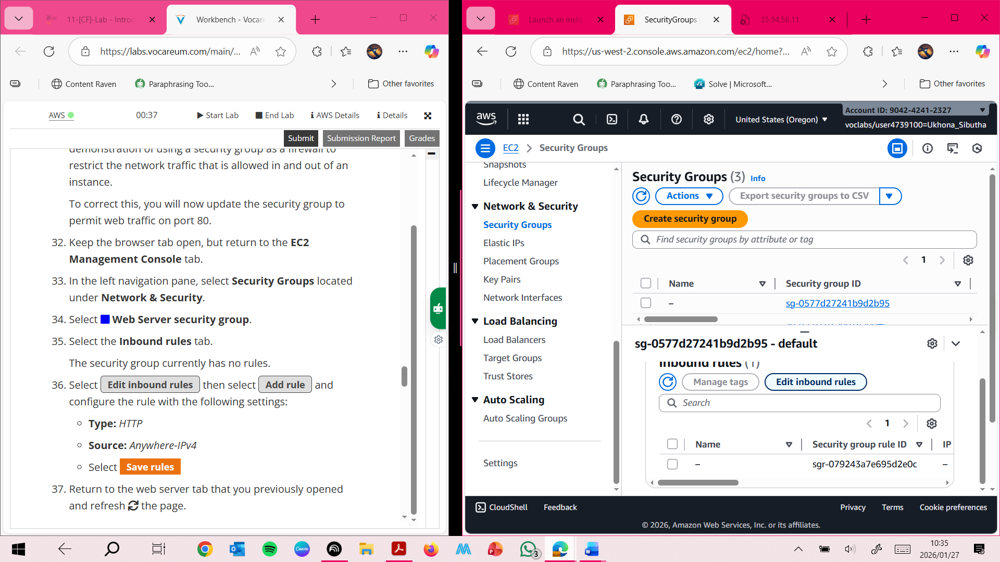 11-[CF]-Lab - Introd
Workbench - Vocare
https://labs.vocareum.com/main/...
Content Raven
Paraphrasing Too...
Other favorites
AWS
00:37
Start Lab
End Lab
AWS Details
Details
Submit
Submission Report
Grades
demonstration of using a security group as a firewall to
restrict the network traffic that is allowed in and out of an
instance.
To correct this, you will now update the security group to
permit web traffic on port 80.
32. Keep the browser tab open, but return to the EC2
Management Console tab.
33. In the left navigation pane, select Security Groups located
under Network & Security.
34. Select Web Server security group.
35. Select the Inbound rules tab.
The security group currently has no rules.
36. Select Edit inbound rules then select Add rule and
configure the rule with the following settings:
Type: HTTP
Source: Anywhere-IPv4
Select Save rules
37. Return to the web server tab that you previously opened
and refresh the page.
Launch an insta
SecurityGroups
35.94.56.11
https://us-west-2.console.aws.amazon.com/ec2/home?...
Content Raven
Paraphrasing Too...
Solve | Microsoft...
Other favorites
aws
United States (Oregon)
Account ID: 9042-4241-2327
voclabs/user4739100=Ukhona_Sibutha
EC2
Security Groups
Snapshots
Lifecycle Manager
Network & Security
Security Groups
Elastic IPs
Placement Groups
Key Pairs
Network Interfaces
Load Balancing
Load Balancers
Target Groups
Trust Stores
Auto Scaling
Auto Scaling Groups
Settings
Security Groups (3) Info
Actions
Export security groups to CSV
Create security group
Find security groups by attribute or tag
1
Name
Security group ID
–
sg-0577d27241b9d2b95
sg-0577d27241b9d2b95 - default
Inbound rules (1)
Manage tags
Edit inbound rules
Search
1
Name
Security group rule ID
IP
–
sgr-079243a7e695d2e0c
–
CloudShell
Feedback
Privacy
Terms
Cookie preferences
© 2026, Amazon Web Services, Inc. or its affiliates.
Canva
3
10:35
2026/01/27